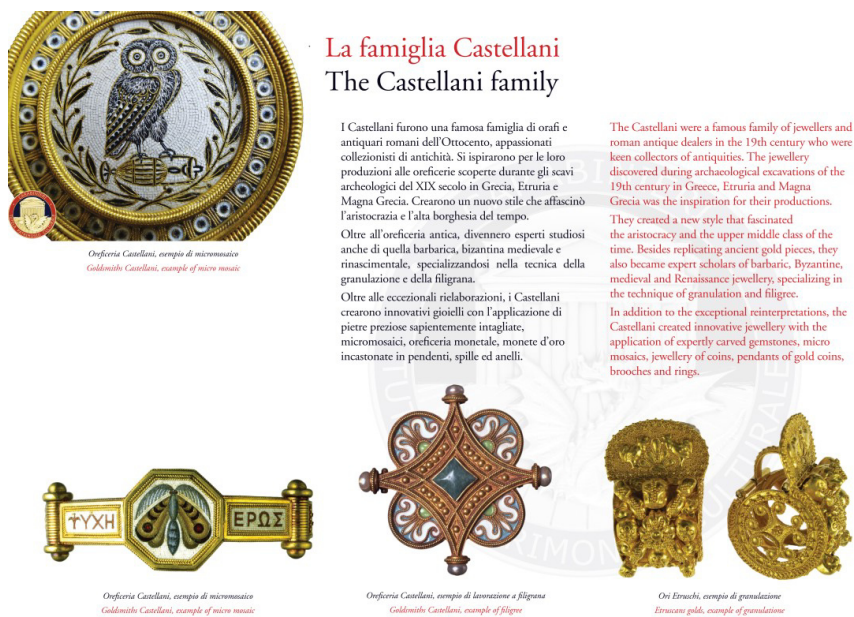 La famiglia Castellani
The Castellani family
I Castellani furono una famosa famiglia di orafi e
antiquari romani dell'Ottocento, appassionati
collezionisti di antichità. Si ispirarono per le loro
produzioni alle oreficerie scoperte durante gli scavi
archeologici del XIX secolo in Grecia, Etruria e
Magna Grecia. Crearono un nuovo stile che affascinò
l'aristocrazia e l'alta borghesia del tempo.
Oltre all'oreficeria antica, divennero esperti studiosi
anche di quella barbarica, bizantina medievale e
rinascimentale, specializzandosi nella tecnica della
granulazione e della filigrana.
Oltre alle eccezionali rielaborazioni, i Castellani
crearono innovativi gioielli con l'applicazione di
pietre preziose sapientemente intagliate,
micromosaici, oreficeria monetale, monete d'oro
incastonate in pendenti, spille ed anelli.
The Castellani were a famous family of jewellers and
roman antique dealers in the 19th century who were
keen collectors of antiquities. The jewellery
discovered during archaeological excavations of the
19th century in Greece, Etruria and Magna
Grecia was the inspiration for their productions.
They created a new style that fascinated
the aristocracy and the upper middle class of the
time. Besides replicating ancient gold pieces, they
also became expert scholars of barbaric, Byzantine,
medieval and Renaissance jewellery, specializing in
the technique of granulation and filigree.
In addition to the exceptional reinterpretations, the
Castellani created innovative jewellery with the
application of expertly carved gemstones, micro
mosaics, jewellery of coins, pendants of gold coins,
brooches and rings.
Oreficeria Castellani, esempio di micromosaico
Goldsmiths Castellani, example of micro mosaic
ΤΥΧΗ
ΕΡΩΣ
Oreficeria Castellani, esempio di micromosaico
Goldsmiths Castellani, example of micro mosaic
Oreficeria Castellani, esempio di lavorazione a filigrana
Goldsmiths Castellani, example of filigree
Ori Etruschi, esempio di granulazione
Etruscans golds, example of granulatione